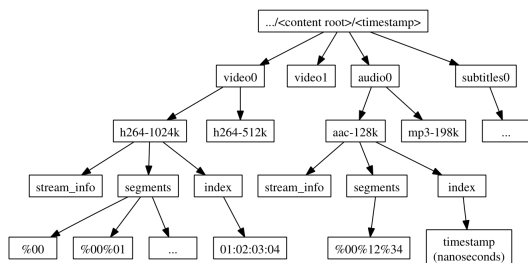 .../<content root>/<timestamp>
video0
video1
audio0
subtitles0
h264-1024k
h264-512k
aac-128k
mp3-198k
...
stream_info
segments
index
stream_info
segments
index
%00
%00%01
...
01:02:03:04
%00%12%34
timestamp
(nanoseconds)